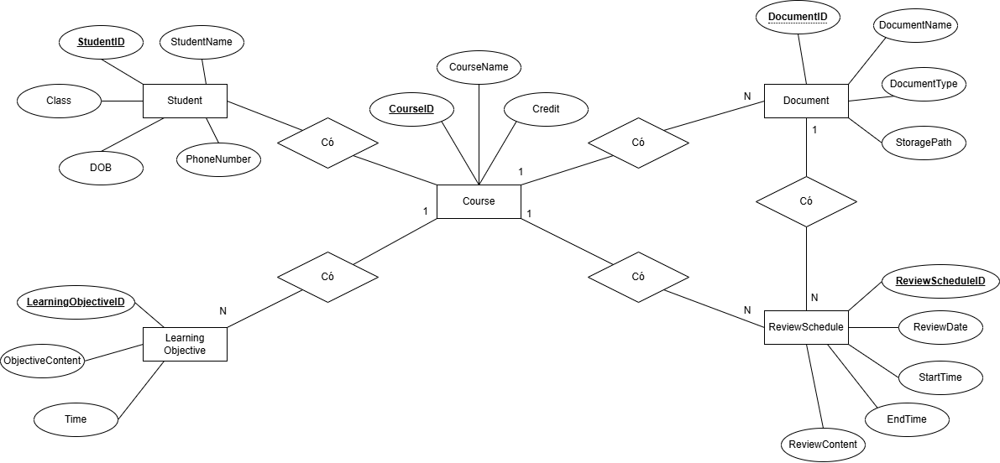 DocumentID
StudentID
StudentName
DocumentName
CourseName
DocumentType
Class
Student
N
Document
CourseID
Credit
1
Có
Có
StoragePath
DOB
PhoneNumber
1
Course
Có
1
1
Có
Có
ReviewScheduleID
N
LearningObjectiveID
N
N
ReviewSchedule
ReviewDate
Learning
Objective
ObjectiveContent
StartTime
Time
EndTime
ReviewContent